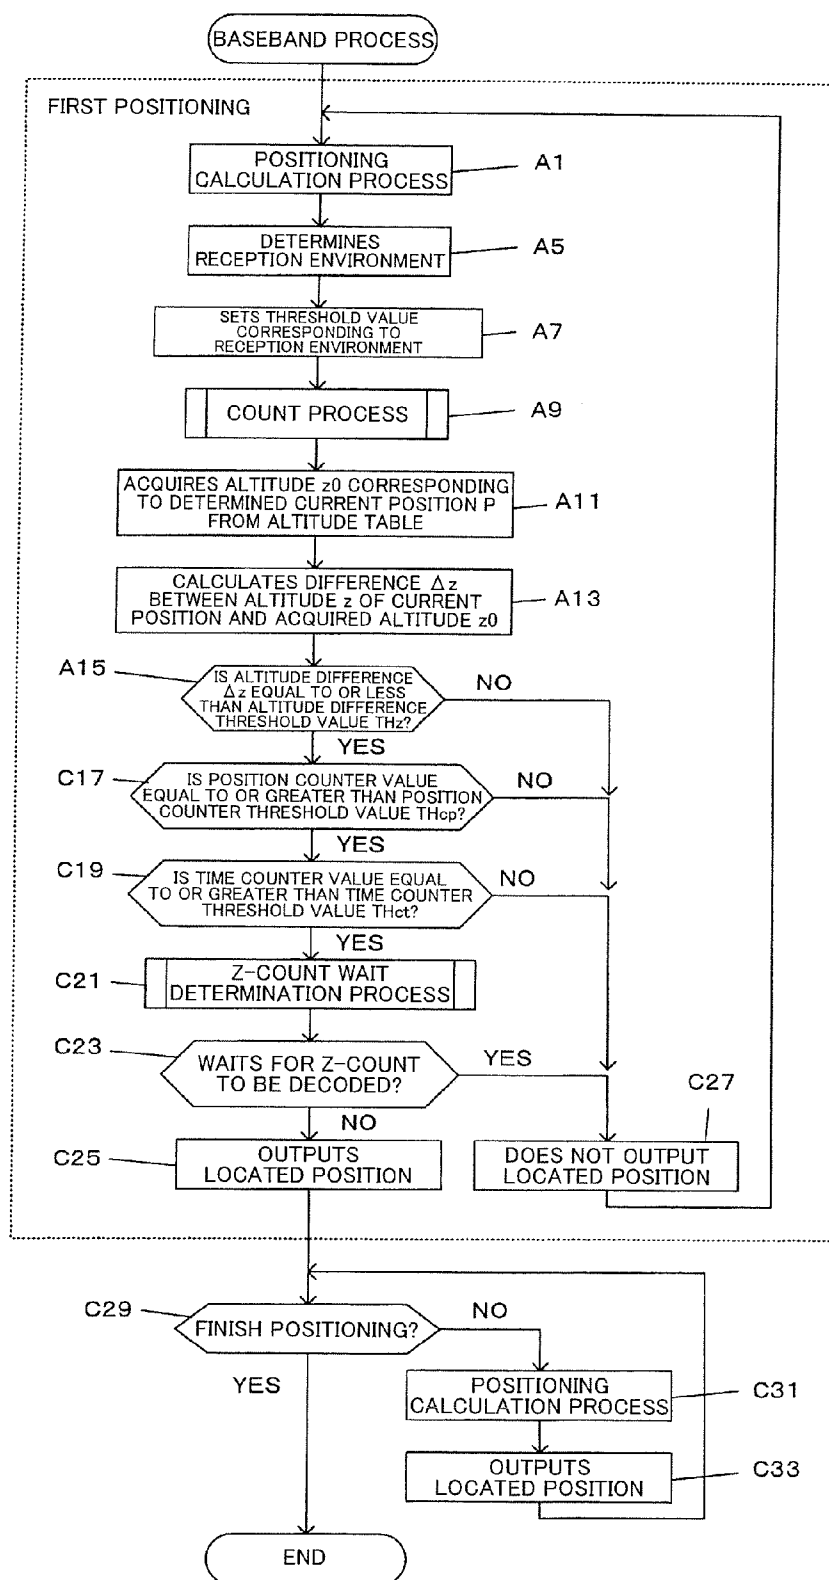 BASEBAND PROCESS
FIRST POSITIONING
POSITIONING
CALCULATION PROCESS
A1
DETERMINES
RECEPTION ENVIRONMENT
A5
SETS THRESHOLD VALUE
CORRESPONDING TO
RECEPTION ENVIRONMENT
A7
COUNT PROCESS
A9
ACQUIRES ALTITUDE z0 CORRESPONDING
TO DETERMINED CURRENT POSITION P
FROM ALTITUDE TABLE
A11
CALCULATES DIFFERENCE Δz
BETWEEN ALTITUDE z OF CURRENT
POSITION AND ACQUIRED ALTITUDE z0
A13
A15
IS ALTITUDE DIFFERENCE
Δz EQUAL TO OR LESS
THAN ALTITUDE DIFFERENCE
THRESHOLD VALUE THz?
NO
YES
C17
IS POSITION COUNTER VALUE
EQUAL TO OR GREATER THAN POSITION
COUNTER THRESHOLD VALUE THcp?
NO
YES
C19
IS TIME COUNTER VALUE EQUAL
TO OR GREATER THAN TIME COUNTER
THRESHOLD VALUE THct?
NO
YES
C21
Z-COUNT WAIT
DETERMINATION PROCESS
C23
WAITS FOR Z-COUNT
TO BE DECODED?
YES
NO
C25
OUTPUTS
LOCATED POSITION
C27
DOES NOT OUTPUT
LOCATED POSITION
C29
FINISH POSITIONING?
NO
YES
POSITIONING
CALCULATION PROCESS
C31
OUTPUTS
LOCATED POSITION
C33
END